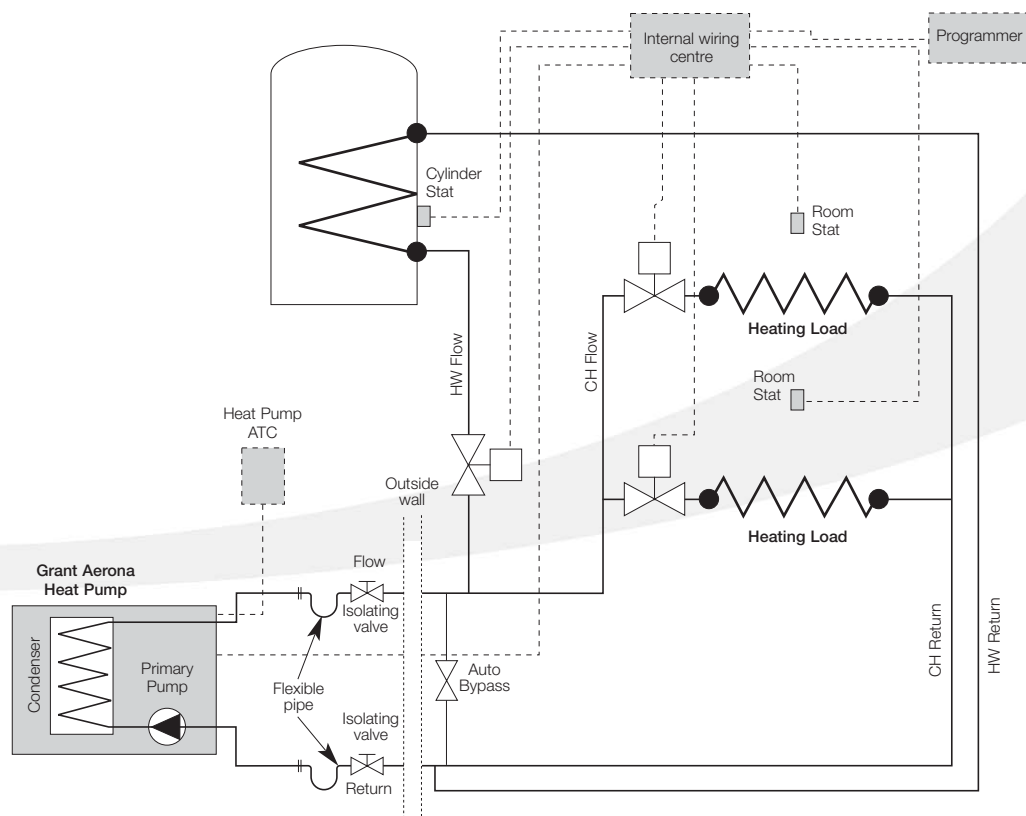 Internal wiring
centre
Programmer
Cylinder
Stat
Room
Stat
Heating Load
HW Flow
CH Flow
Room
Stat
Heat Pump
ATC
Outside
wall
Heating Load
Grant Aerona
Heat Pump
Flow
Isolating
valve
Condenser
Primary
Pump
Flexible
pipe
Auto
Bypass
CH Return
HW Return
Isolating
valve
Return